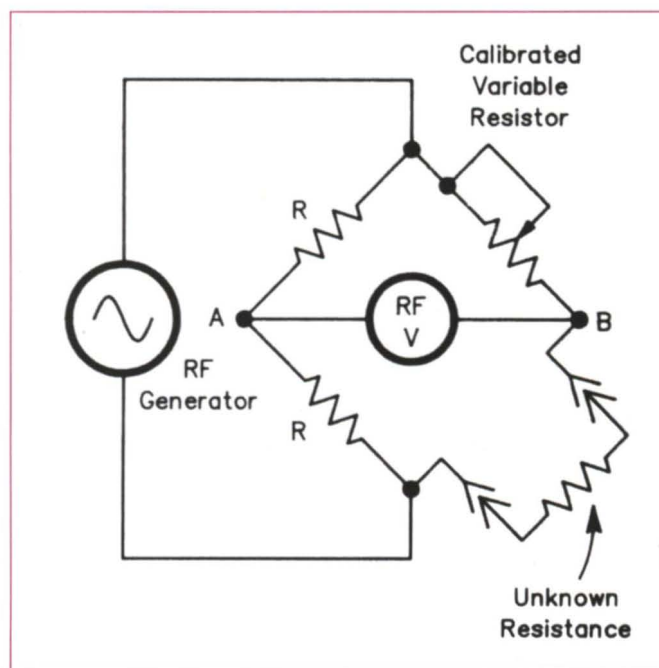 Calibrated
Variable
Resistor
R
A
RF
V
B
RF
Generator
R
Unknown
Resistance